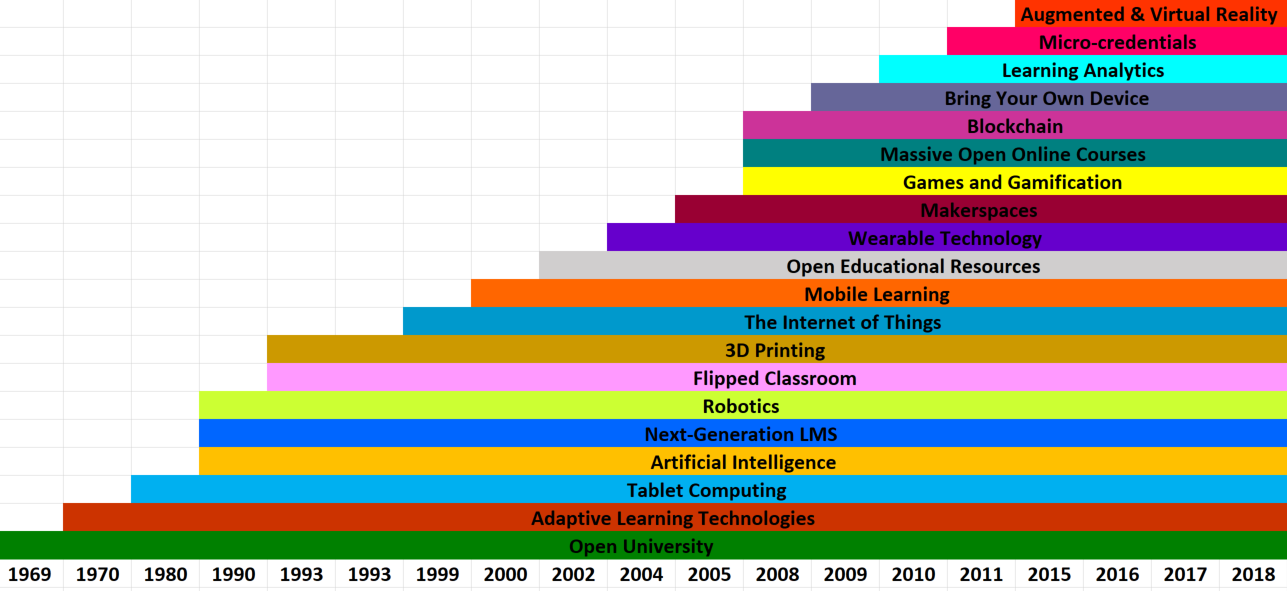 Augmented & Virtual Reality
Micro-credentials
Learning Analytics
Bring Your Own Device
Blockchain
Massive Open Online Courses
Games and Gamification
Makerspaces
Wearable Technology
Open Educational Resources
Mobile Learning
The Internet of Things
3D Printing
Flipped Classroom
Robotics
Next-Generation LMS
Artificial Intelligence
Tablet Computing
Adaptive Learning Technologies
Open University
1969 1970 1980 1990 1993 1993 1999 2000 2002 2004 2005 2008 2009 2010 2011 2015 2016 2017 2018